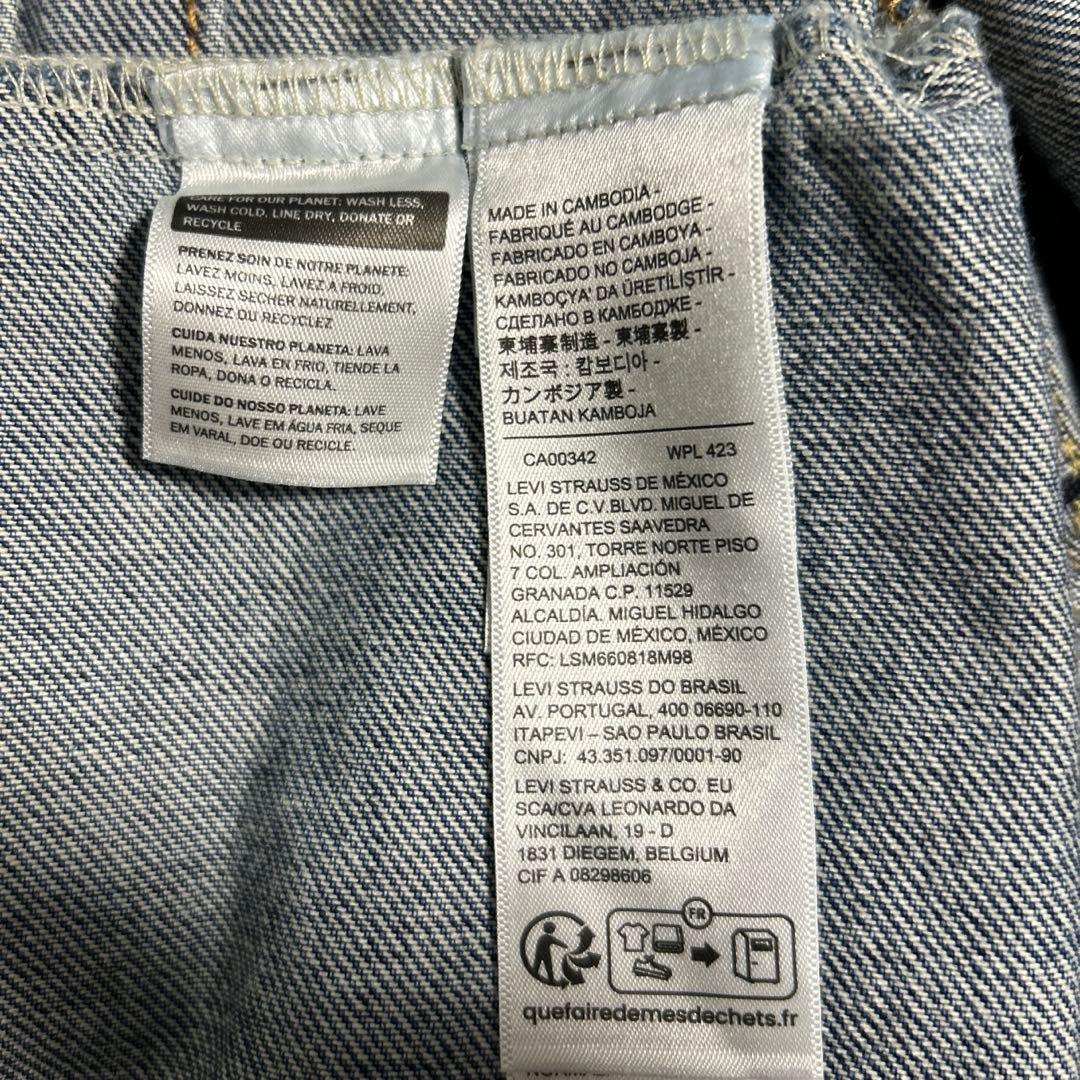 CARE FOR OUR PLANET: WASH LESS,
WASH COLD, LINE DRY, DONATE OR
RECYCLE
PRENEZ SOIN DE NOTRE PLANETE:
LAVEZ MOINS, LAVEZ A FROID,
LAISSEZ SECHER NATURELLEMENT,
DONNEZ OU RECYCLEZ
CUIDA NUESTRO PLANETA: LAVA
MENOS, LAVA EN FRIO, TIENDE LA
ROPA, DONA O RECICLA.
CUIDE DO NOSSO PLANETA: LAVE
MENOS, LAVE EM ÁGUA FRIA, SEQUE
EM VARAL, DOE OU RECICLE.
MADE IN CAMBODIA -
FABRIQUÉ AU CAMBODGE -
FABRICADO EN CAMBOYA -
FABRICADO NO CAMBOJA -
KAMBOÇYA' DA ÜRETILİŞTİR -
СДЕЛАНО В КАМБОДЖЕ -
柬埔寨制造 - 柬埔寨製 -
제조국 : 캄보디아 -
カンボジア製 -
BUATAN KAMBOJA
CA00342 WPL 423
LEVI STRAUSS DE MÉXICO
S.A. DE C.V.BLVD. MIGUEL DE
CERVANTES SAAVEDRA
NO. 301, TORRE NORTE PISO
7 COL. AMPLIACIÓN
GRANADA C.P. 11529
ALCALDÍA. MIGUEL HIDALGO
CIUDAD DE MÉXICO, MÉXICO
RFC: LSM660818M98
LEVI STRAUSS DO BRASIL
AV. PORTUGAL, 400 06690-110
ITAPEVI – SAO PAULO BRASIL
CNPJ: 43.351.097/0001-90
LEVI STRAUSS & CO. EU
SCA/CVA LEONARDO DA
VINCILAAN, 19 - D
1831 DIEGEM, BELGIUM
CIF A 08298606
FR
quefairedemesdechets.fr